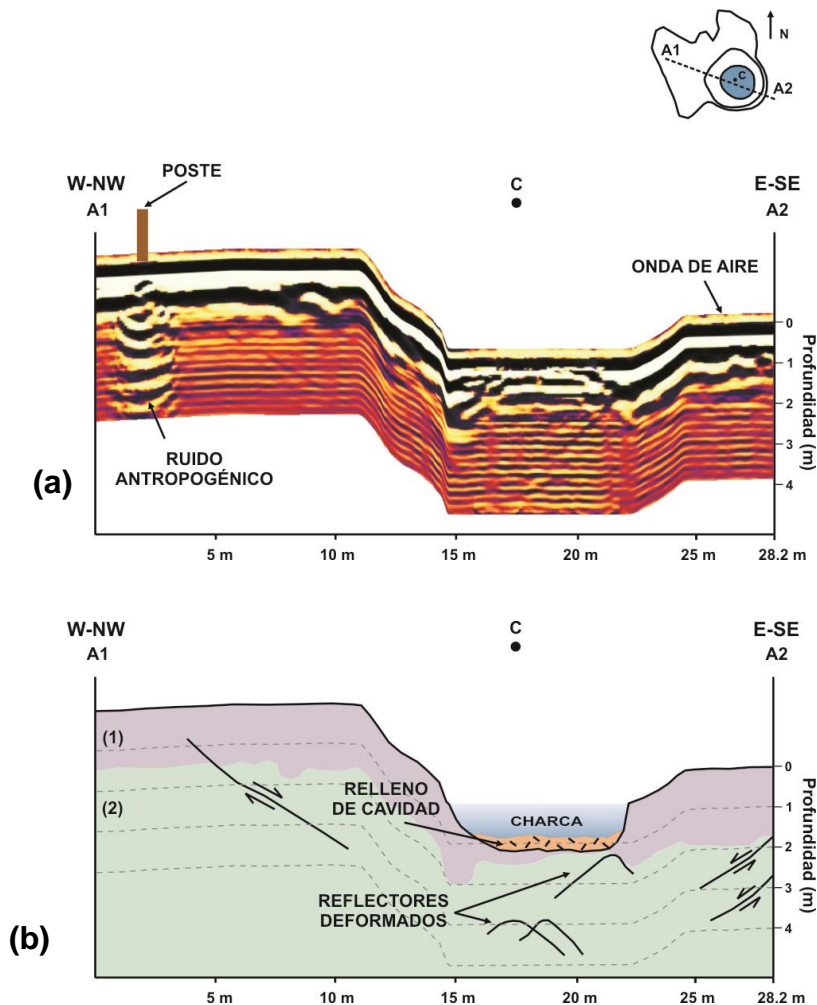 N
A1
C
A2
POSTE
W-NW
A1
C
E-SE
A2
ONDA DE AIRE
0
1
2
3
4
Profundidad (m)
RUIDO
ANTROPOGÉNICO
(a)
5 m
10 m
15 m
20 m
25 m
28.2 m
W-NW
A1
C
E-SE
A2
(1)
(2)
RELLENO
DE CAVIDAD
CHARCA
REFLECTORES
DEFORMADOS
0
1
2
3
4
Profundidad (m)
(b)
5 m
10 m
15 m
20 m
25 m
28.2 m